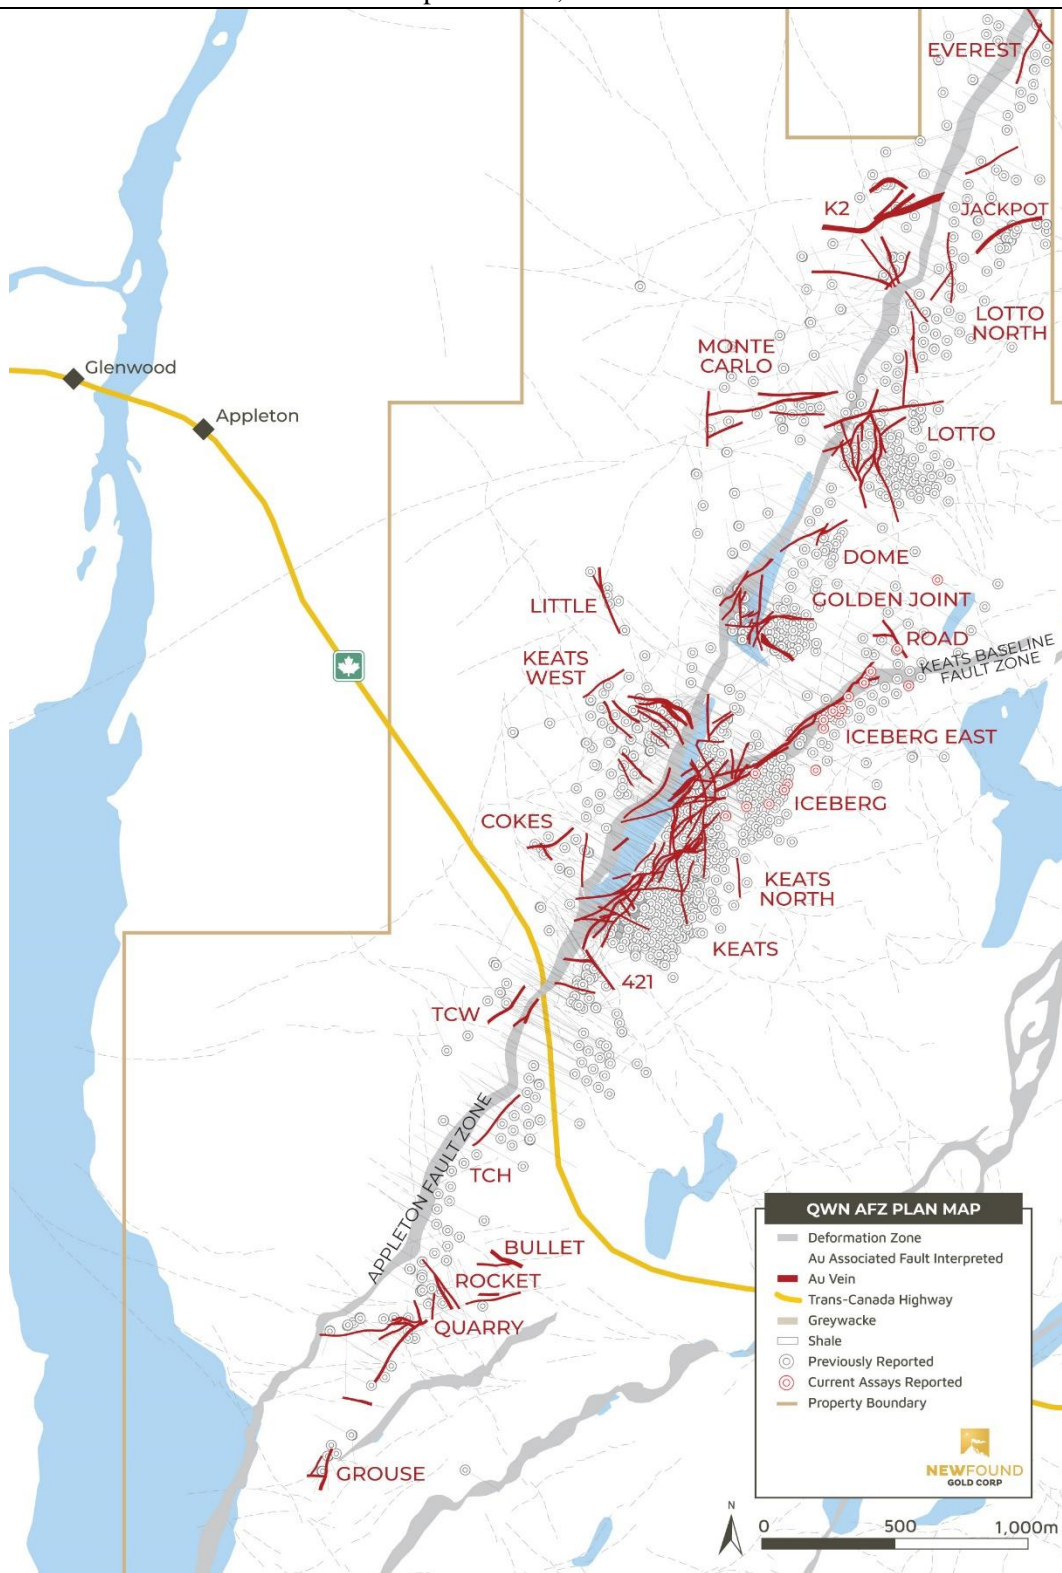 EVEREST
K2
JACKPOT
LOTTO
NORTH
MONTE
CARLO
Glenwood
Appleton
LOTTO
DOME
LITTLE
GOLDEN JOINT
ROAD
KEATS
WEST
KEATS BASELINE
FAULT ZONE
ICEBERG EAST
ICEBERG
COKES
KEATS
NORTH
KEATS
421
TCW
APPLETON FAULT ZONE
TCH
BULLET
ROCKET
QUARRY
GROUSE
QWN AFZ PLAN MAP
Deformation Zone
Au Associated Fault Interpreted
Au Vein
Trans-Canada Highway
Greywacke
Shale
Previously Reported
Current Assays Reported
Property Boundary
NEWFOUND
GOLD CORP
N
0 500 1,000m